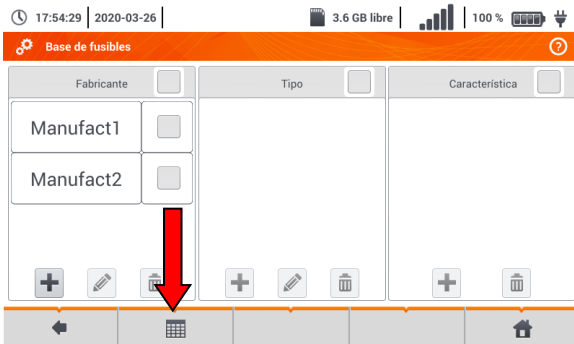 17:54:29 2020-03-26 3.6 GB libre 100 %
Base de fusibles ?
Fabricante Tipo Característica
Manufact1
Manufact2